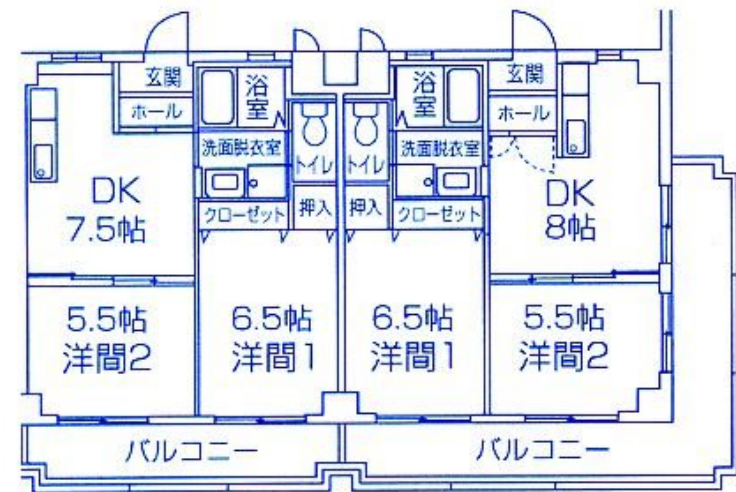 玄関
ホール
浴室
洗面脱衣室
トイレ
クローゼット
押入
DK
7.5帖
5.5帖
洋間2
6.5帖
洋間1
バルコニー
浴室
玄関
ホール
トイレ
洗面脱衣室
押入
クローゼット
DK
8帖
6.5帖
洋間1
5.5帖
洋間2
バルコニー